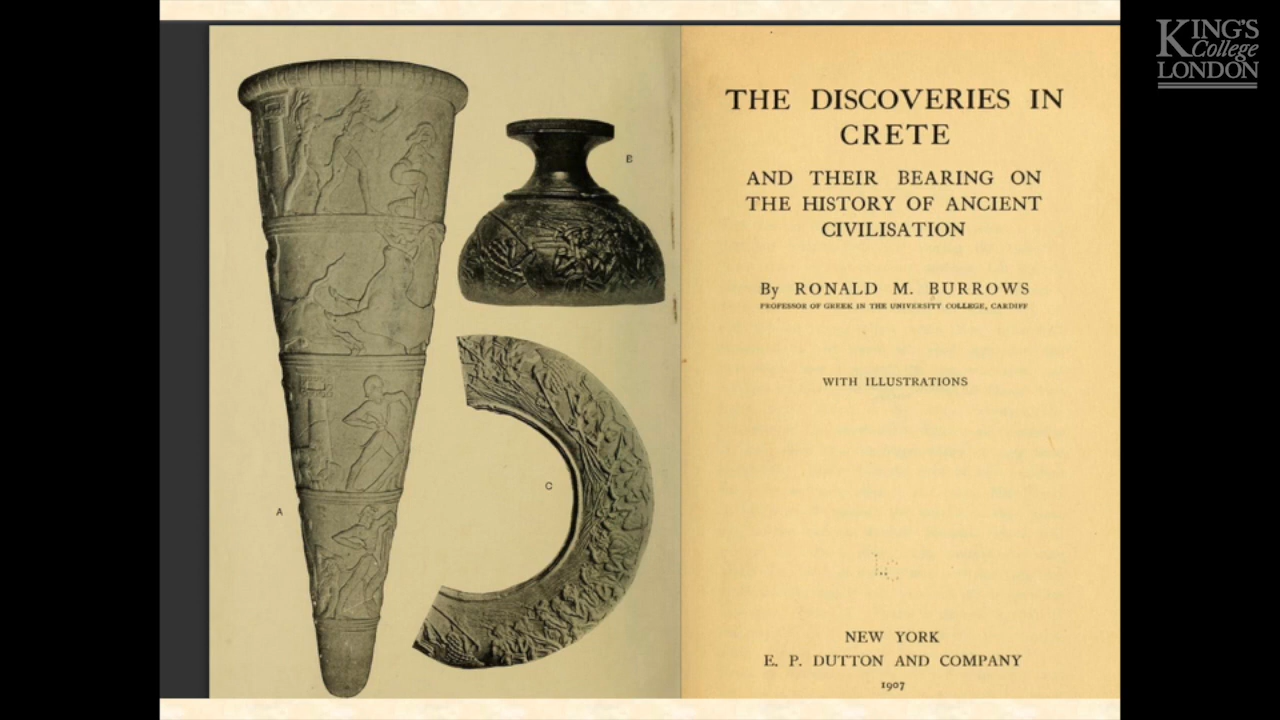 B
C
A
THE DISCOVERIES IN
CRETE
AND THEIR BEARING ON
THE HISTORY OF ANCIENT
CIVILISATION
By RONALD M. BURROWS
PROFESSOR OF GREEK IN THE UNIVERSITY COLLEGE, CARDIFF
WITH ILLUSTRATIONS
NEW YORK
E. P. DUTTON AND COMPANY
1907
KING'S
College
LONDON